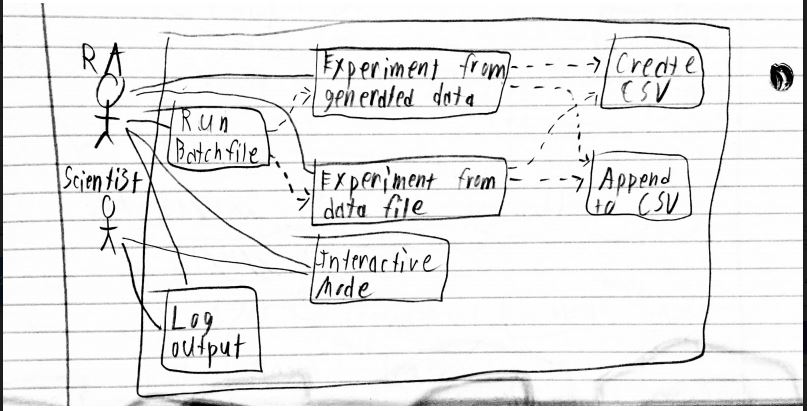 RA
Experiment from
generated data
Create
CSV
Run
Batchfile
Scientist
Experiment from
data file
Append
to CSV
Interactive
Mode
Log
output